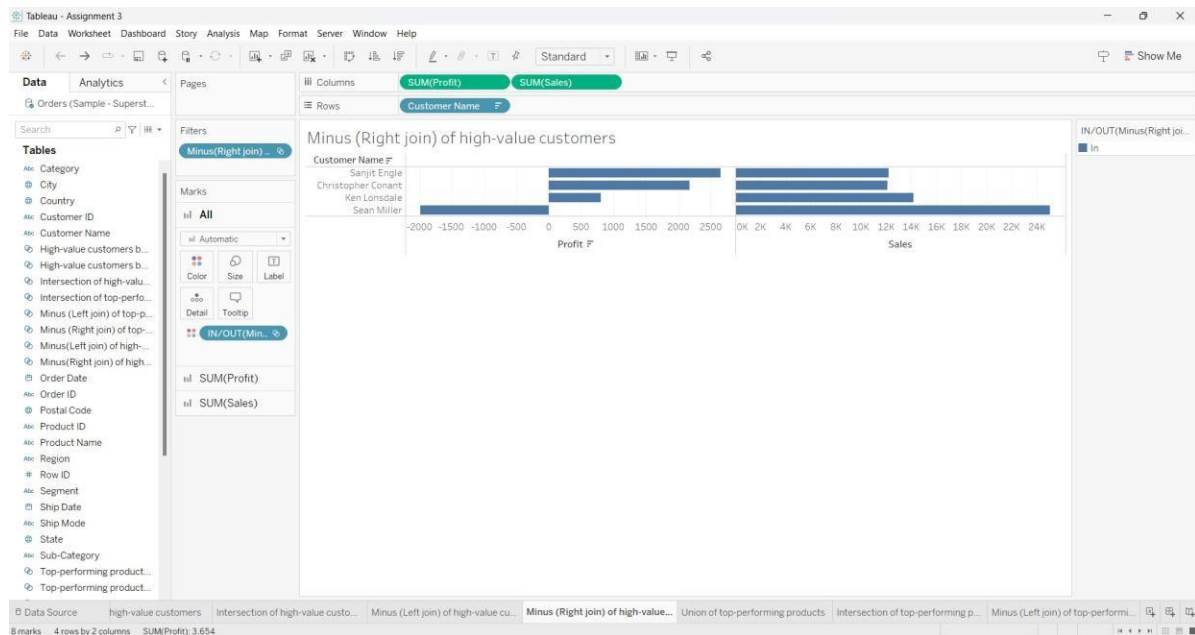 Tableau - Assignment 3
File Data Worksheet Dashboard Story Analysis Map Format Server Window Help
Standard
Show Me
Data Analytics
Pages
Columns SUM(Profit) SUM(Sales)
Orders (Sample - Superst...
Rows Customer Name
Search
Tables
Abc Category
City
Country
Abc Customer ID
Abc Customer Name
High-value customers b...
High-value customers b...
Intersection of high-valu...
Intersection of top-perfo...
Minus (Left join) of top-p...
Minus (Right join) of top-...
Minus(Left join) of high-...
Minus(Right join) of high...
Order Date
Abc Order ID
Postal Code
Abc Product ID
Abc Product Name
Abc Region
# Row ID
Abc Segment
Ship Date
Abc Ship Mode
State
Abc Sub-Category
Top-performing product...
Top-performing product...
Filters
Minus(Right join) ..
Marks
All
Automatic
Color Size Label
Detail Tooltip
IN/OUT(Min..
SUM(Profit)
SUM(Sales)
Minus (Right join) of high-value customers
Customer Name
Sanjit Engle
Christopher Conant
Ken Lonsdale
Sean Miller
-2000 -1500 -1000 -500 0 500 1000 1500 2000 2500
Profit
0K 2K 4K 6K 8K 10K 12K 14K 16K 18K 20K 22K 24K
Sales
IN/OUT(Minus(Right joi...
In
Data Source high-value customers Intersection of high-value custo... Minus (Left join) of high-value cu... Minus (Right join) of high-value... Union of top-performing products Intersection of top-performing p... Minus (Left join) of top-performi...
8 marks 4 rows by 2 columns SUM(Profit): 3,654